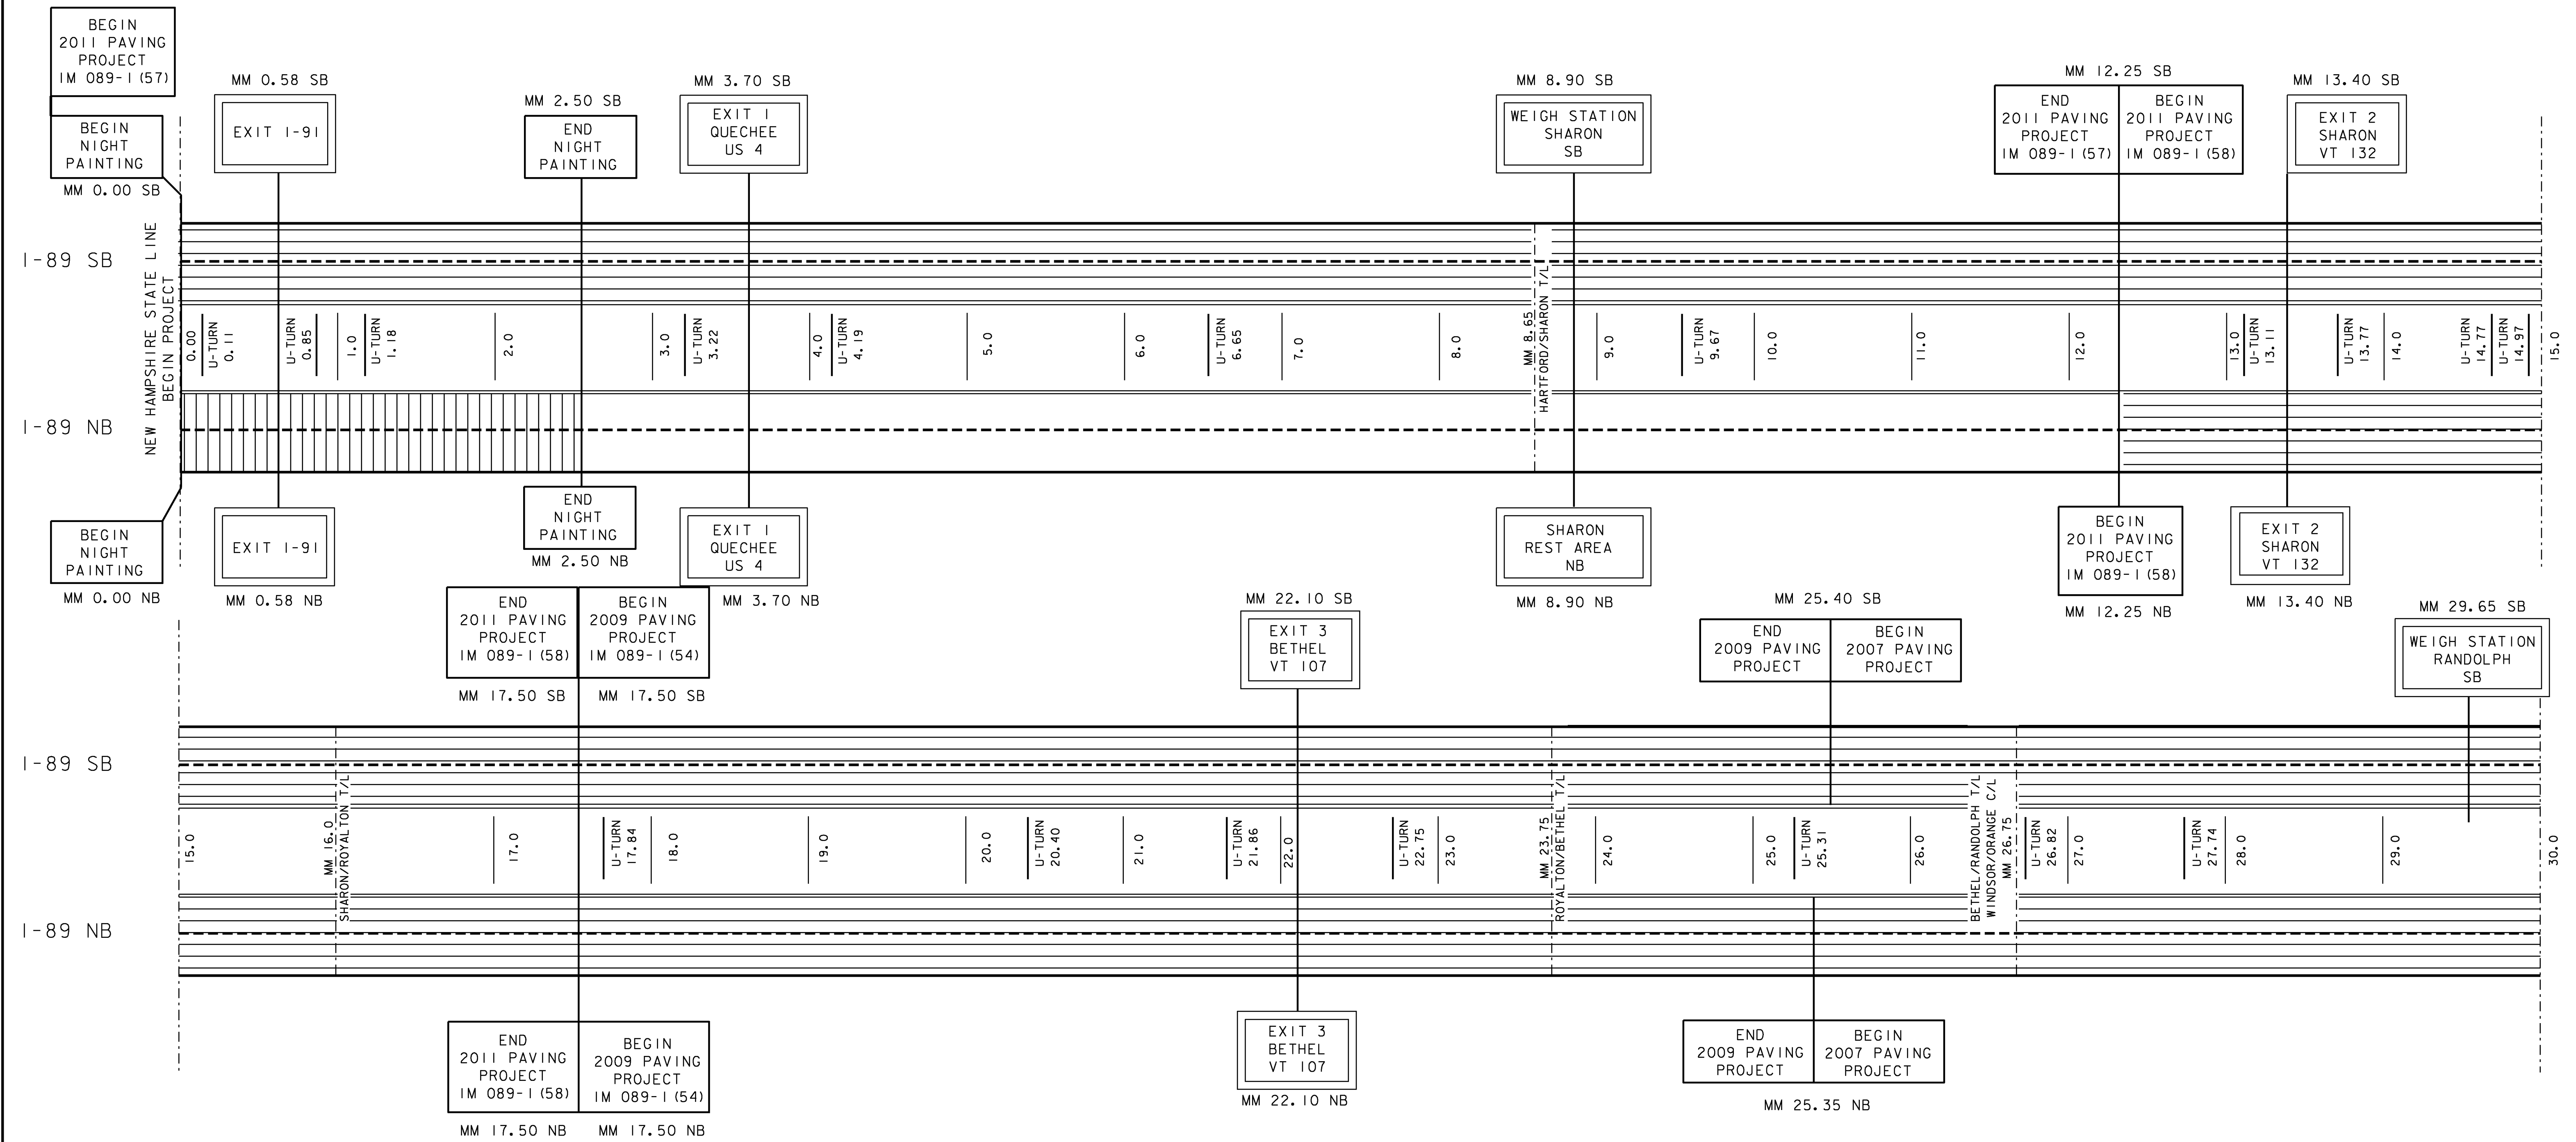 BEGIN
2011 PAVING
PROJECT
IM 089-1(57)
BEGIN
NIGHT
PAINTING
MM 0.00 SB
MM 0.58 SB
EXIT I-91
MM 2.50 SB
END
NIGHT
PAINTING
MM 3.70 SB
EXIT 1
QUECHEE
US 4
MM 8.90 SB
WEIGH STATION
SHARON
SB
MM 12.25 SB
END
2011 PAVING
PROJECT
IM 089-1(57)
BEGIN
2011 PAVING
PROJECT
IM 089-1(58)
MM 13.40 SB
EXIT 2
SHARON
VT 132
I-89 SB
I-89 NB
NEW HAMPSHIRE STATE LINE
BEGIN PROJECT
0.00
U-TURN
0.11
U-TURN
0.85
1.0
U-TURN
1.18
2.0
3.0
U-TURN
3.22
4.0
U-TURN
4.19
5.0
6.0
U-TURN
6.65
7.0
8.0
MM 8.65
HARTFORD/SHARON T/L
9.0
U-TURN
9.67
10.0
11.0
12.0
13.0
U-TURN
13.11
U-TURN
13.77
14.0
U-TURN
14.77
U-TURN
14.97
15.0
BEGIN
NIGHT
PAINTING
MM 0.00 NB
EXIT I-91
MM 0.58 NB
END
NIGHT
PAINTING
MM 2.50 NB
EXIT 1
QUECHEE
US 4
MM 3.70 NB
SHARON
REST AREA
NB
MM 8.90 NB
BEGIN
2011 PAVING
PROJECT
IM 089-1(58)
MM 12.25 NB
EXIT 2
SHARON
VT 132
MM 13.40 NB
END
2011 PAVING
PROJECT
IM 089-1(58)
MM 17.50 SB
BEGIN
2009 PAVING
PROJECT
IM 089-1(54)
MM 17.50 SB
MM 22.10 SB
EXIT 3
BETHEL
VT 107
MM 25.40 SB
END
2009 PAVING
PROJECT
BEGIN
2007 PAVING
PROJECT
MM 29.65 SB
WEIGH STATION
RANDOLPH
SB
I-89 SB
I-89 NB
15.0
MM 16.0
SHARON/ROYALTON T/L
17.0
U-TURN
17.84
18.0
19.0
20.0
U-TURN
20.40
21.0
U-TURN
21.86
22.0
U-TURN
22.75
23.0
MM 23.75
ROYALTON/BETHEL T/L
24.0
25.0
U-TURN
25.31
26.0
BETHEL/RANDOLPH T/L
WINDSOR/ORANGE C/L
MM 26.75
U-TURN
26.82
27.0
U-TURN
27.74
28.0
29.0
30.0
END
2011 PAVING
PROJECT
IM 089-1(58)
MM 17.50 NB
BEGIN
2009 PAVING
PROJECT
IM 089-1(54)
MM 17.50 NB
EXIT 3
BETHEL
VT 107
MM 22.10 NB
END
2009 PAVING
PROJECT
BEGIN
2007 PAVING
PROJECT
MM 25.35 NB